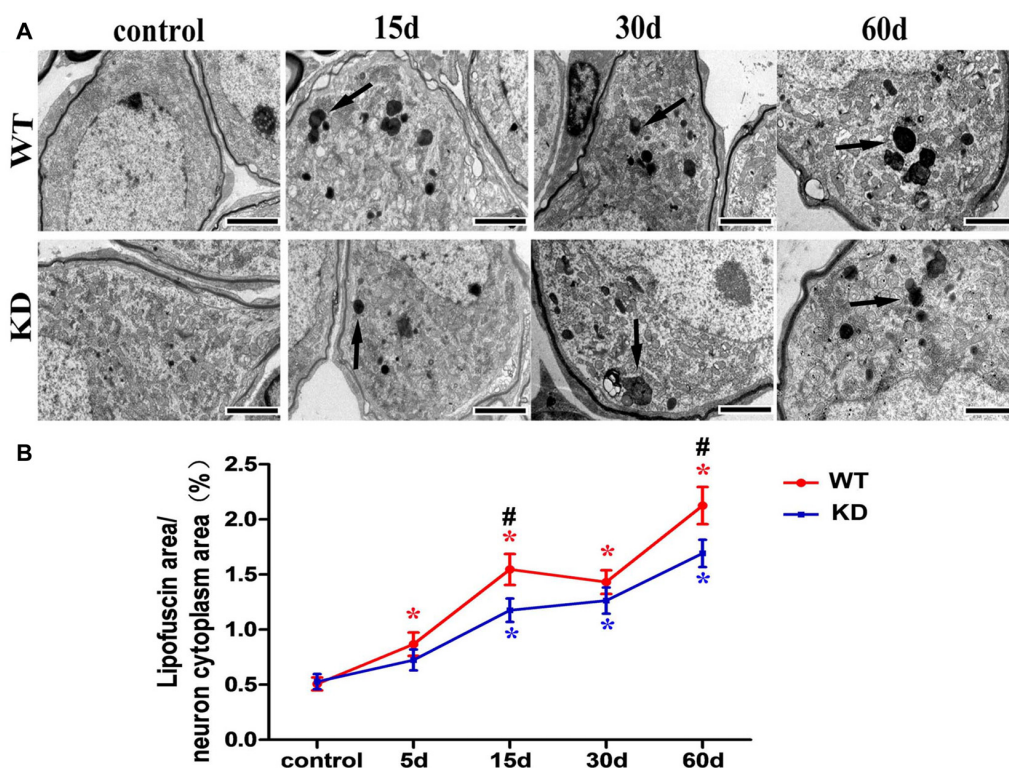 A
control 15d 30d 60d
WT
KD
B
Lipofuscin area/
neuron cytoplasm area（%）
2.5
2.0
1.5
1.0
0.5
0.0
# #
* * * *
* * *
control 5d 15d 30d 60d
WT
KD